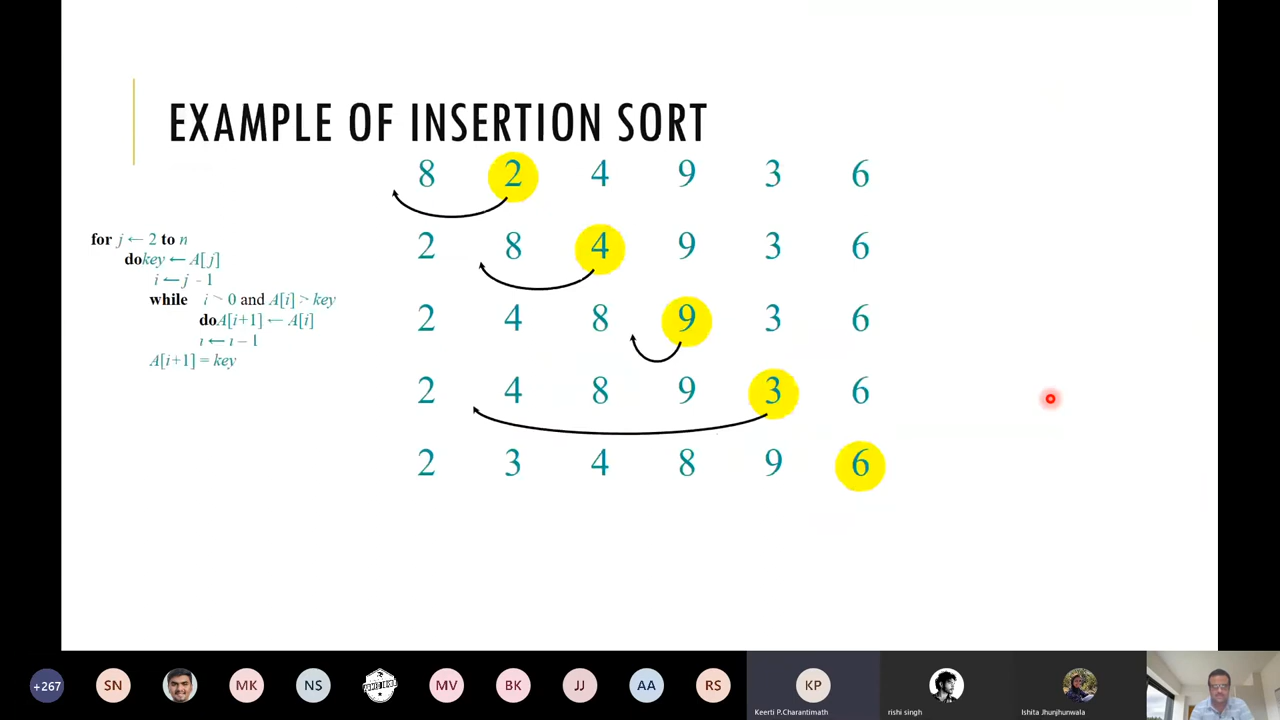 EXAMPLE OF INSERTION SORT
8 2 4 9 3 6
for j ← 2 to n
dokey ← A[j]
i ← j - 1
while i > 0 and A[i] > key
doA[i+1] ← A[i]
i ← i – 1
A[i+1] = key
2 8 4 9 3 6
2 4 8 9 3 6
2 4 8 9 3 6
2 3 4 8 9 6
+267 SN MK NS MV BK JJ AA RS KP
Keerti P.Charantimath rishi singh Ishita Jhunjhunwala